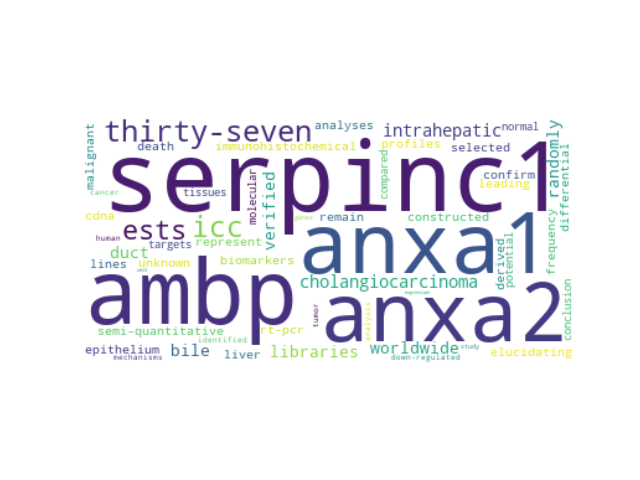 malignant
thirty-seven
analyses
intrahepatic
normal
randomly
death
immunohistochemical
profiles
selected
differential
serpinc1
cancer
tissues
molecular
compared
confirm
leading
cdna
ests
icc
verified
genes
remain
constructed
human
targets
represent
anxa1
frequency
duct
lines
unknown
biomarkers
cell
derived
potential
ambp
cholangiocarcinoma
expression
anxa2
conclusion
tumor
analysis
semi-quantitative
rt-pcr
identified
epithelium
bile
liver
libraries
worldwide
study
elucidating
mechanisms
down-regulated